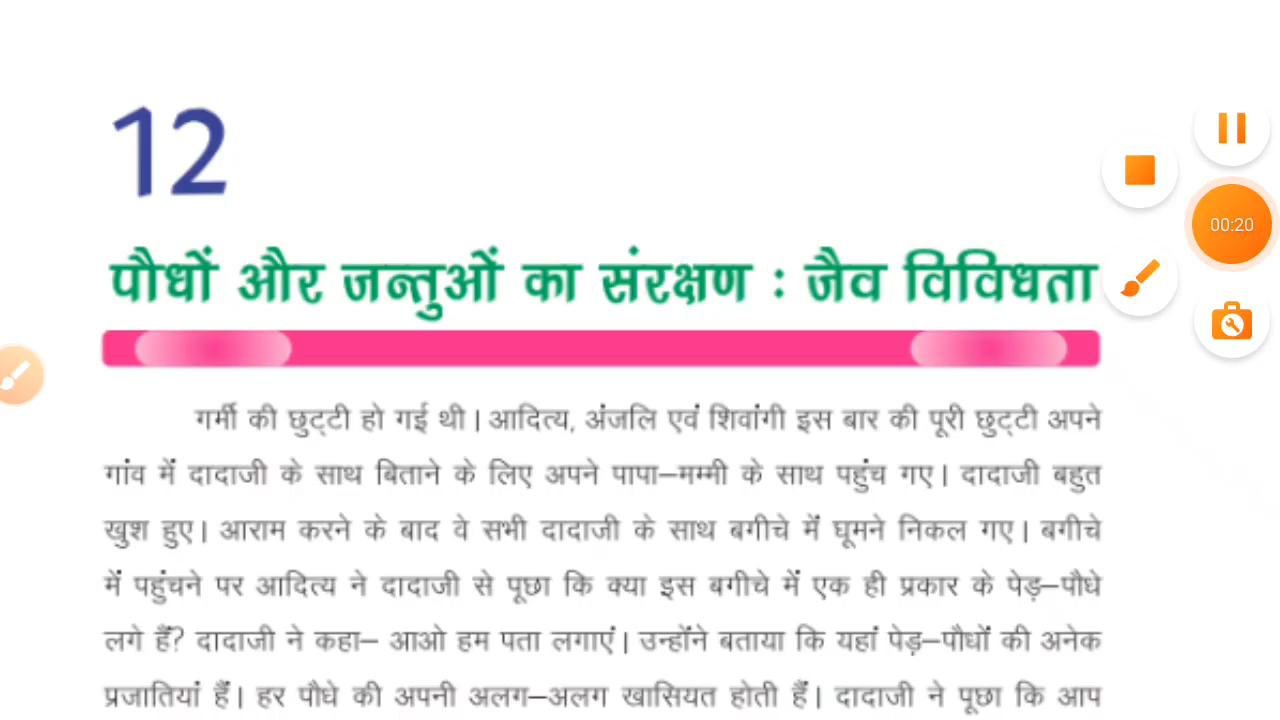 12
पौधों और जन्तुओं का संरक्षण : जैव विविधता
00:20
गर्मी की छुट्टी हो गई थी। आदित्य, अंजलि एवं शिवांगी इस बार की पूरी छुट्टी अपने
गांव में दादाजी के साथ बिताने के लिए अपने पापा–मम्मी के साथ पहुंच गए। दादाजी बहुत
खुश हुए। आराम करने के बाद वे सभी दादाजी के साथ बगीचे में घूमने निकल गए। बगीचे
में पहुंचने पर आदित्य ने दादाजी से पूछा कि क्या इस बगीचे में एक ही प्रकार के पेड़–पौधे
लगे हैं? दादाजी ने कहा– आओ हम पता लगाएं। उन्होंने बताया कि यहां पेड़–पौधों की अनेक
प्रजातियां हैं। हर पौधे की अपनी अलग–अलग खासियत होती हैं। दादाजी ने पूछा कि आप